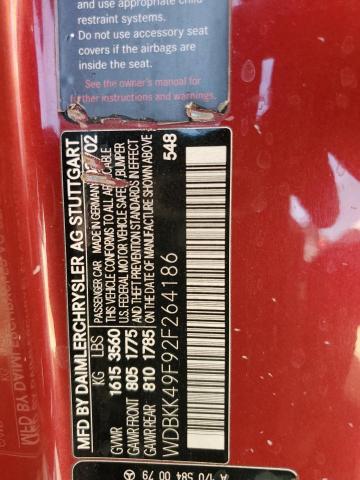 and use appropriate child
restraint systems.
• Do not use accessory seat
covers if the airbags are
inside the seat.
See the owner's manual for
further instructions and warnings.
MFD BY DAIMLERCHRYSLER AG STUTTGART
PASSENGER CAR MADE IN GERMANY /02
KG LBS THIS VEHICLE CONFORMS TO ALL APPLICABLE
GVWR 1615 3560 U.S. FEDERAL MOTOR VEHICLE SAFETY/BUMPER
GAWR FRONT 805 1775 AND THEFT PREVENTION STANDARDS IN EFFECT
GAWR REAR 810 1785 ON THE DATE OF MANUFACTURE SHOWN ABOVE
WDBKK49F92F264186 548
A 170 584 00 79